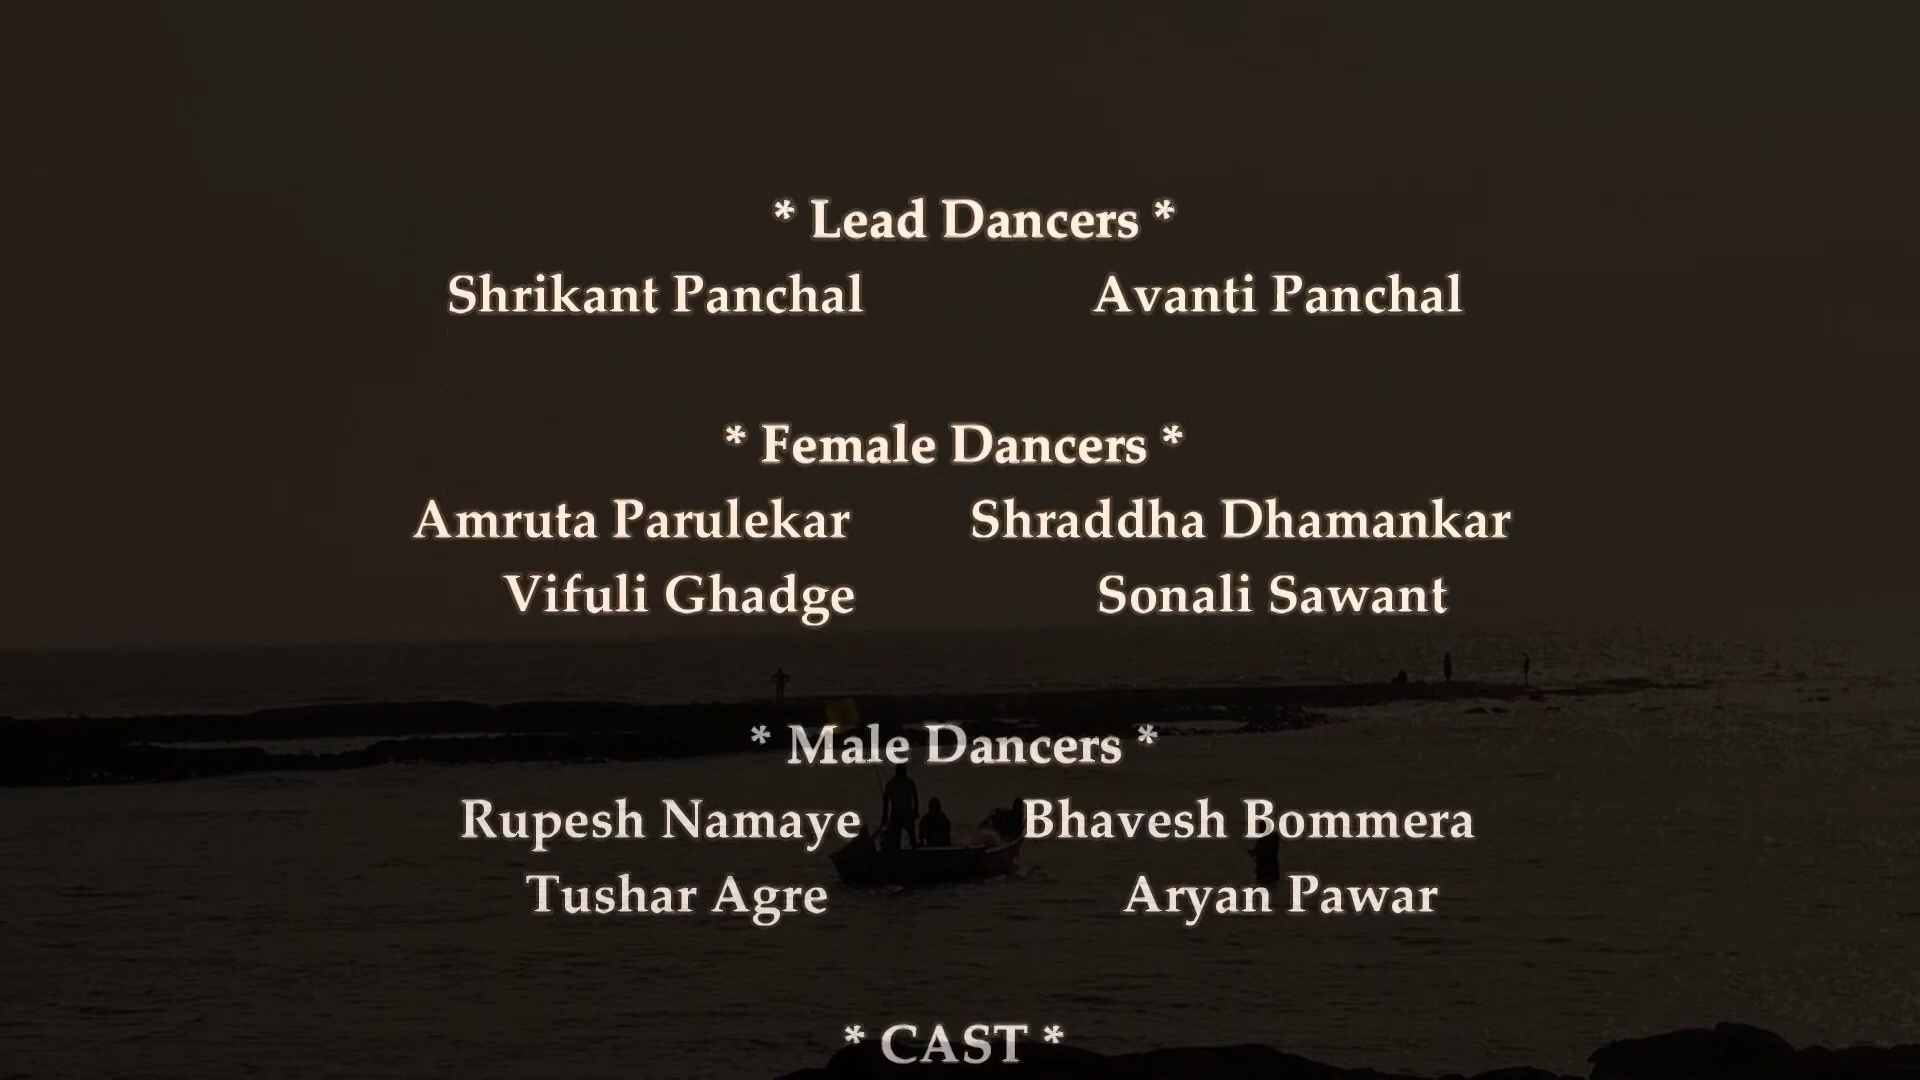 * Lead Dancers *
Shrikant Panchal Avanti Panchal
* Female Dancers *
Amruta Parulekar Shraddha Dhamankar
Vifuli Ghadge Sonali Sawant
* Male Dancers *
Rupesh Namaye Bhavesh Bommera
Tushar Agre Aryan Pawar
* CAST *